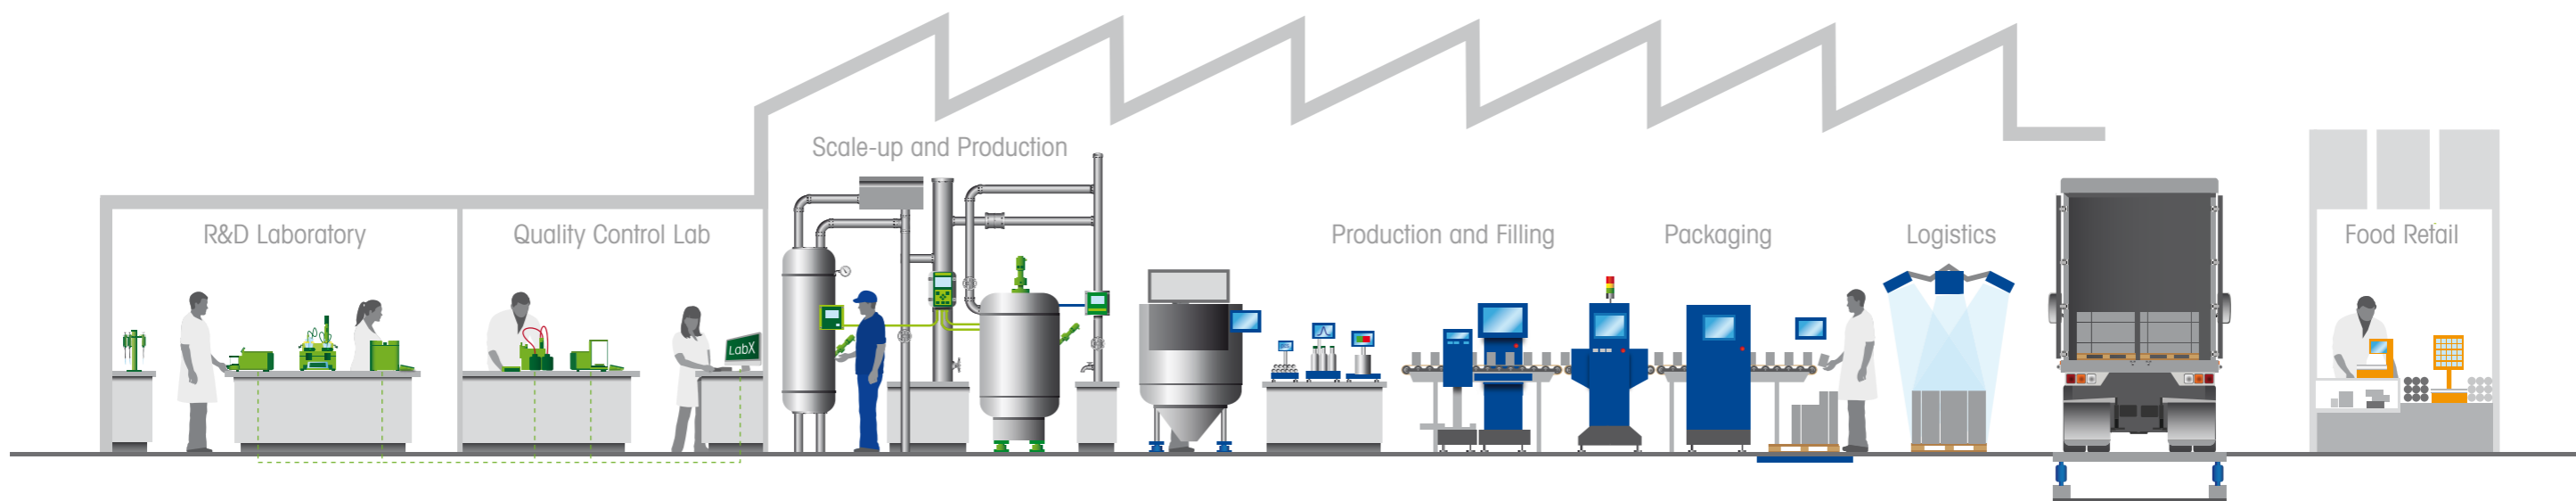 Scale-up and Production
R&D Laboratory
Quality Control Lab
Production and Filling
Packaging
Logistics
Food Retail
LabX